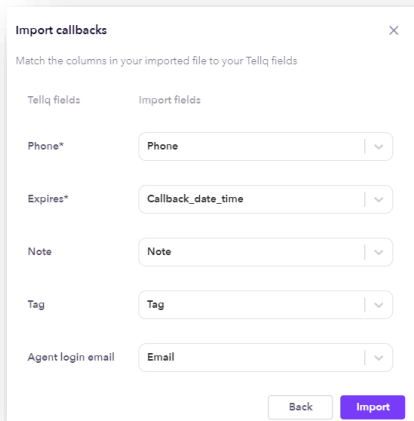 Import callbacks
Match the columns in your imported file to your Tellq fields
Tellq fields Import fields
Phone* Phone
Expires* Callback_date_time
Note Note
Tag Tag
Agent login email Email
Back Import